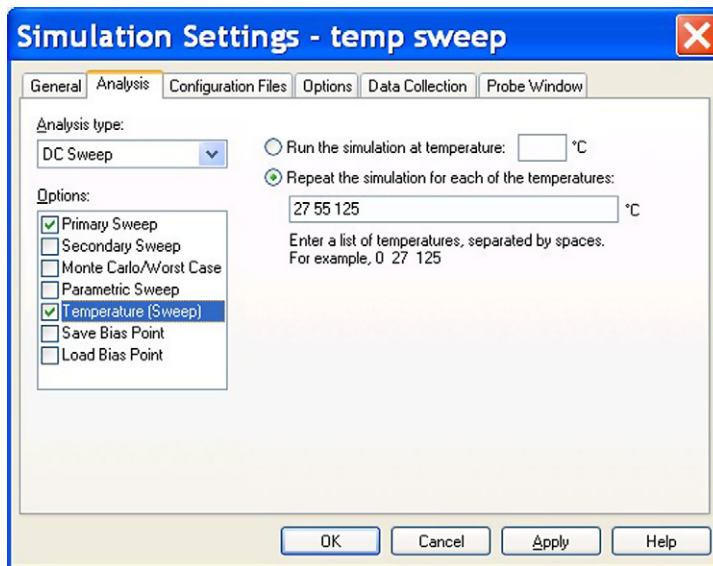 Simulation Settings - temp sweep
General Analysis Configuration Files Options Data Collection Probe Window
Analysis type:
DC Sweep
Options:
Primary Sweep
Secondary Sweep
Monte Carlo/Worst Case
Parametric Sweep
Temperature (Sweep)
Save Bias Point
Load Bias Point
Run the simulation at temperature: °C
Repeat the simulation for each of the temperatures:
27 55 125 °C
Enter a list of temperatures, separated by spaces.
For example, 0 27 125
OK Cancel Apply Help